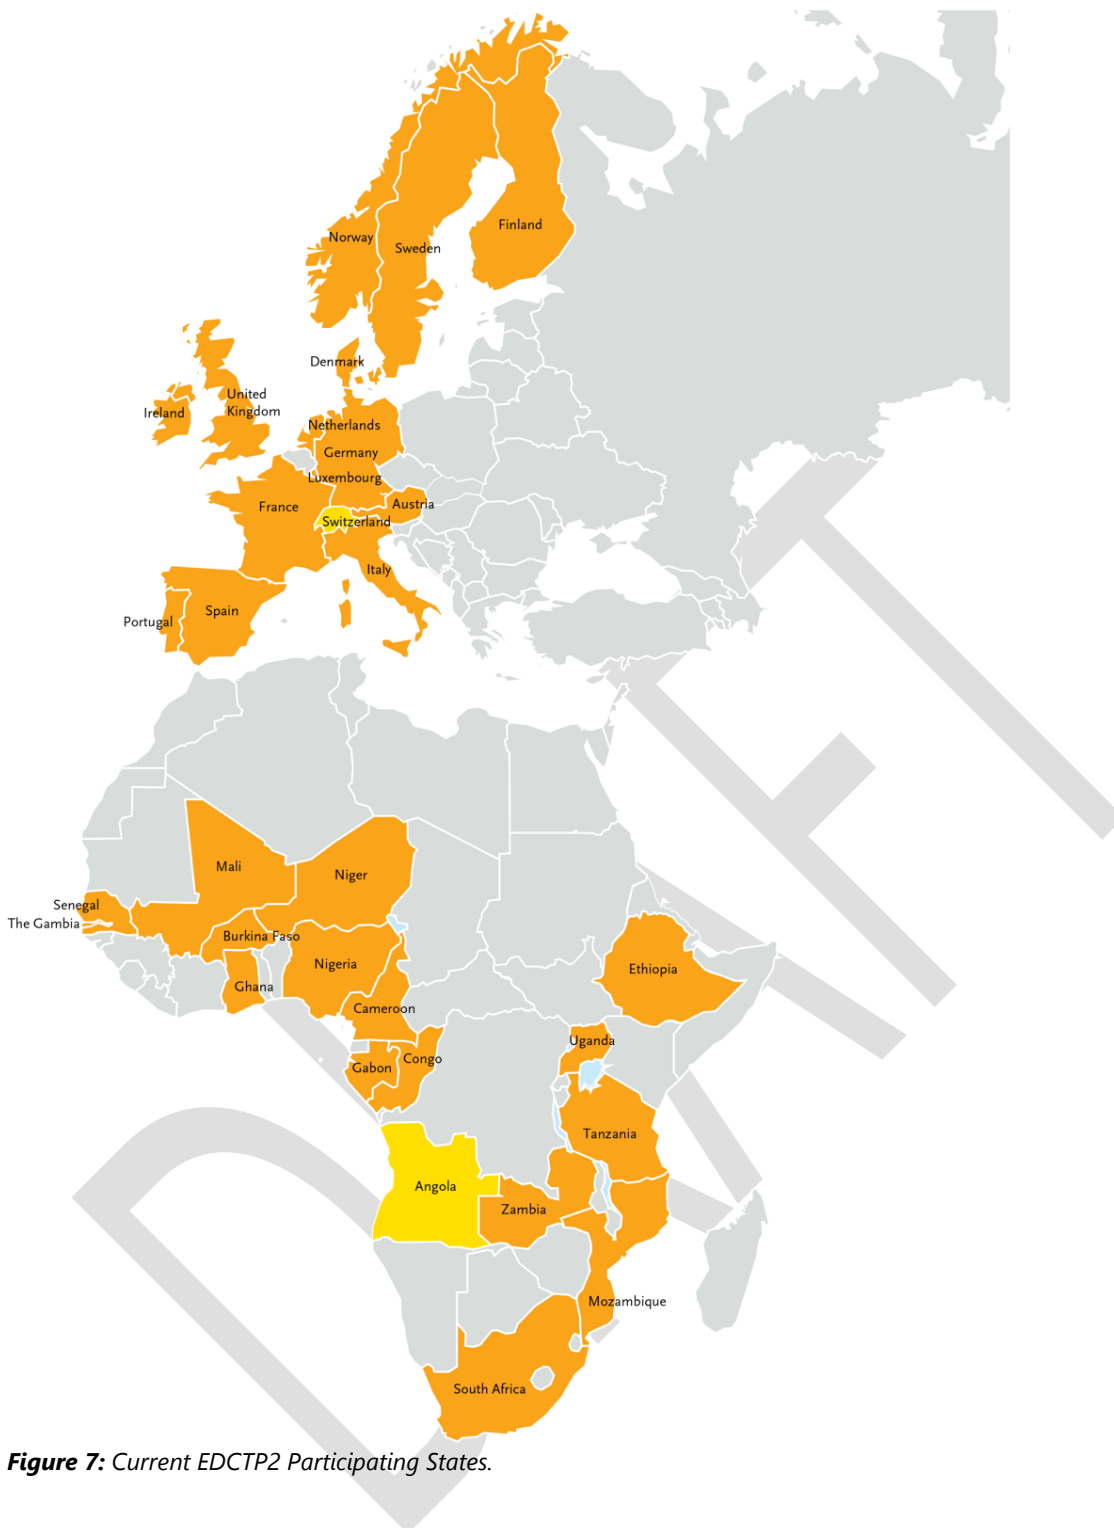 Norway
Sweden
Finland
Denmark
United
Kingdom
Ireland
Netherlands
Germany
Luxembourg
France
Austria
Switzerland
Italy
Portugal
Spain
Mali
Niger
Senegal
The Gambia
Burkina Faso
Nigeria
Ghana
Ethiopia
Cameroon
Uganda
Congo
Gabon
Tanzania
Angola
Zambia
Mozambique
South Africa
DRAFT
Figure 7: Current EDCTP2 Participating States.